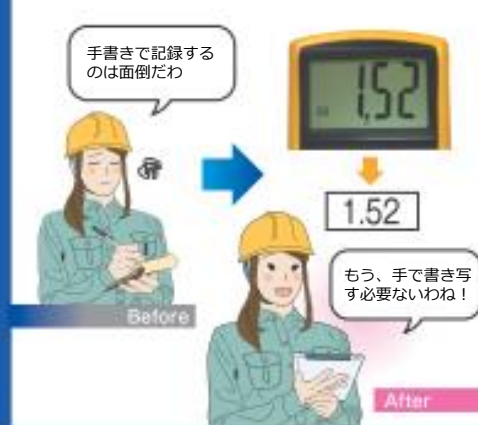 手書きで記録する
のは面倒だわ
1.52
1.52
もう、手で書き写
す必要ないわね！
Before
After